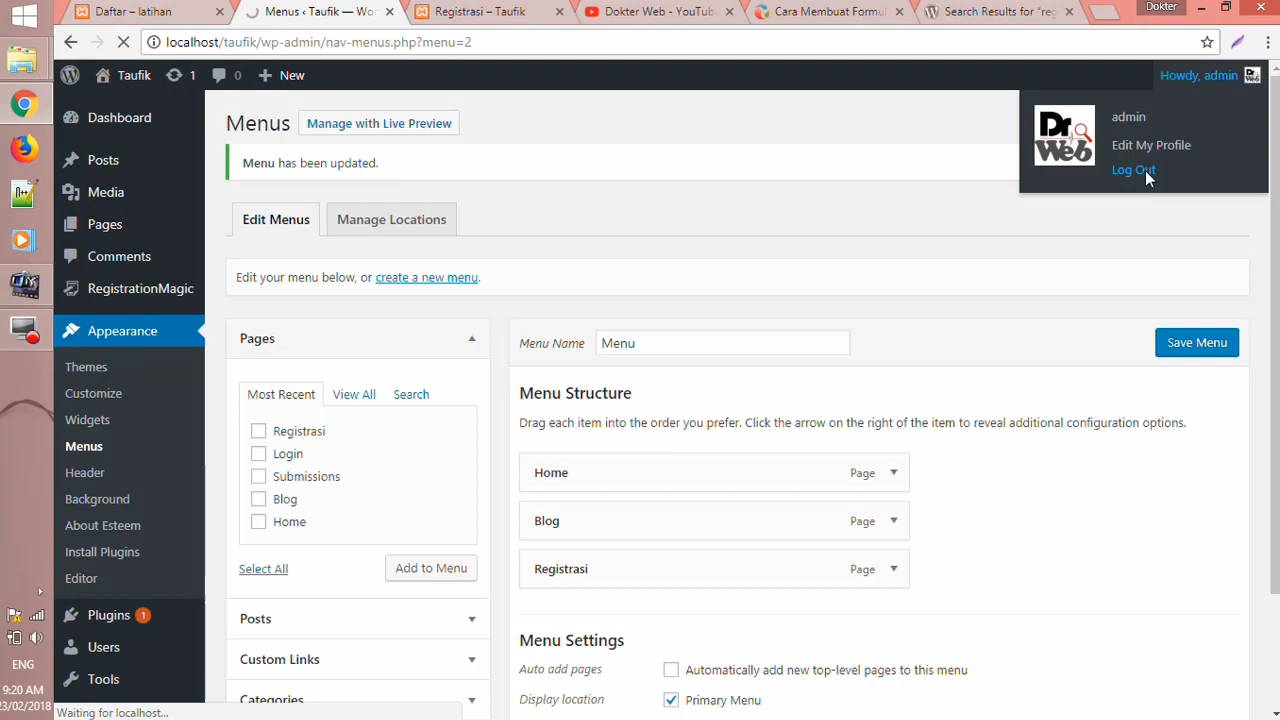 Daftar – latihan
Menus ‹ Taufik — Wor
Registrasi – Taufik
Dokter Web - YouTub
Cara Membuat Formu
Search Results for "reg
Dokter
localhost/taufik/wp-admin/nav-menus.php?menu=2
Taufik
1
0
New
Howdy, admin
Dr
Web
admin
Edit My Profile
Log Out
Dashboard
Posts
Media
Pages
Comments
RegistrationMagic
Appearance
Themes
Customize
Widgets
Menus
Header
Background
About Esteem
Install Plugins
Editor
Plugins 1
Users
Tools
Menus
Manage with Live Preview
Menu has been updated.
Edit Menus
Manage Locations
Edit your menu below, or create a new menu.
Pages
Most Recent
View All
Search
Registrasi
Login
Submissions
Blog
Home
Select All
Add to Menu
Posts
Custom Links
Categories
Menu Name
Menu
Save Menu
Menu Structure
Drag each item into the order you prefer. Click the arrow on the right of the item to reveal additional configuration options.
Home
Page
Blog
Page
Registrasi
Page
Menu Settings
Auto add pages
Automatically add new top-level pages to this menu
Display location
Primary Menu
ENG
9:20 AM
23/02/2018
Waiting for localhost...